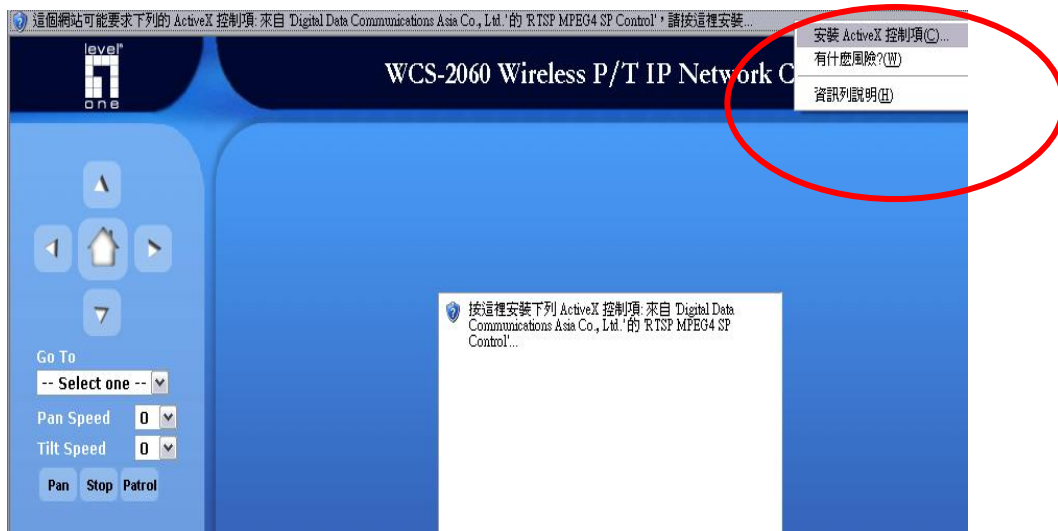 這個網站可能要求下列的 ActiveX 控制項: 來自 'Digital Data Communications Asia Co., Ltd.' 的 'RTSP MPEG4 SP Control'，請按這裡安裝...
安裝 ActiveX 控制項(C)...
有什麼風險?(W)
資訊列說明(H)
level
one
WCS-2060 Wireless P/T IP Network C
按這裡安裝下列 ActiveX 控制項: 來自 'Digital Data
Communications Asia Co., Ltd.' 的 'RTSP MPEG4 SP
Control'...
Go To
-- Select one --
Pan Speed 0
Tilt Speed 0
Pan Stop Patrol